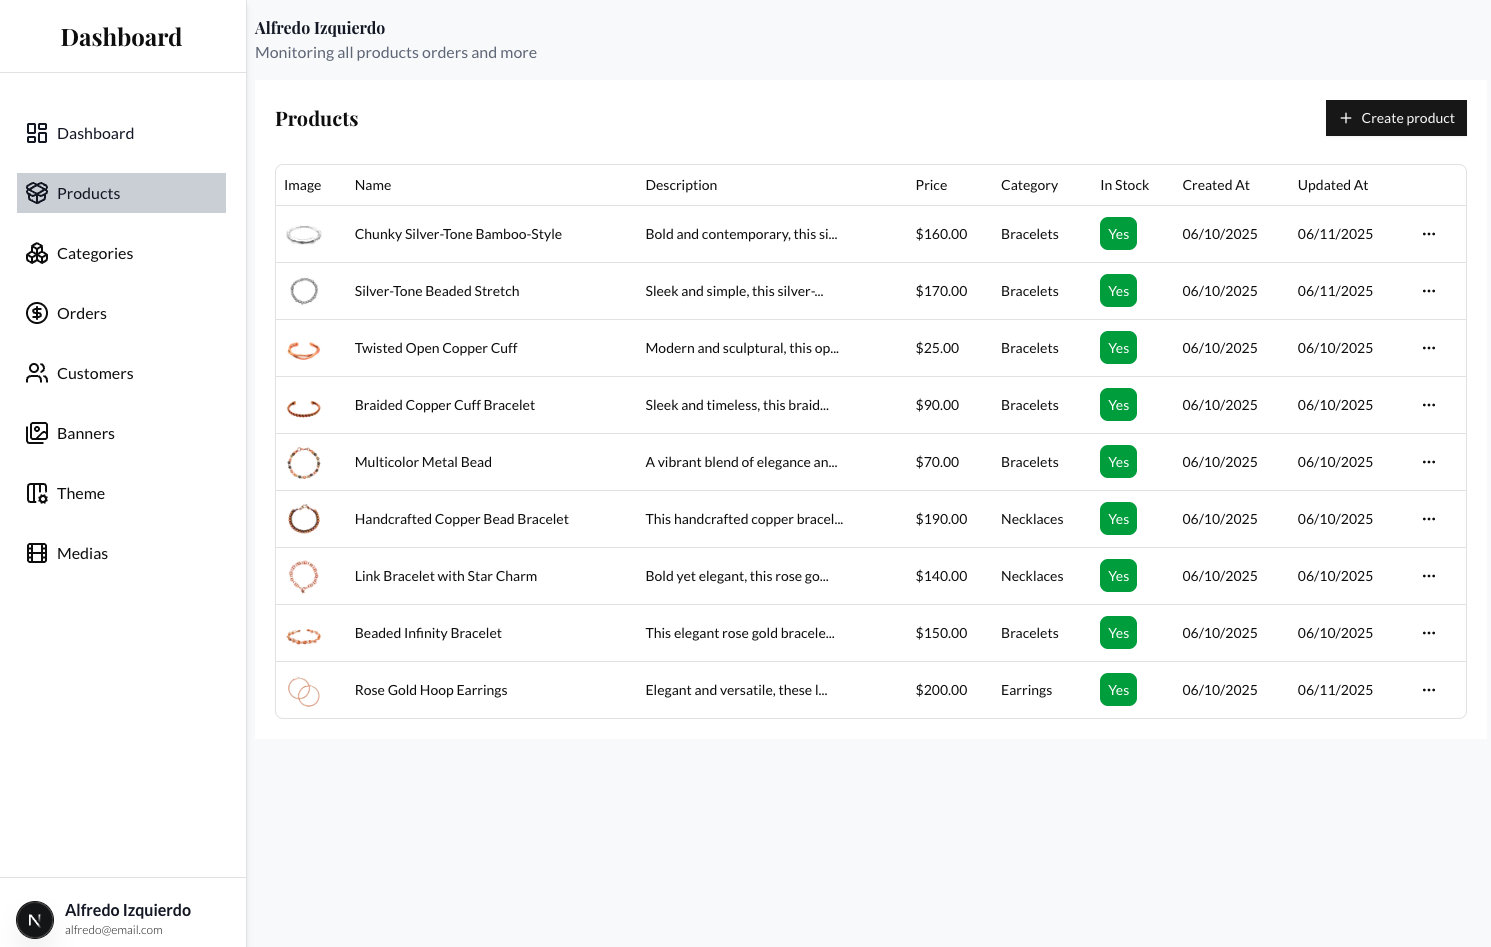 Dashboard
Dashboard
Products
Categories
Orders
Customers
Banners
Theme
Medias
N
Alfredo Izquierdo
alfredo@email.com
Alfredo Izquierdo
Monitoring all products orders and more
Products
+ Create product
Image Name Description Price Category In Stock Created At Updated At
Chunky Silver-Tone Bamboo-Style Bold and contemporary, this si... $160.00 Bracelets Yes 06/10/2025 06/11/2025 ...
Silver-Tone Beaded Stretch Sleek and simple, this silver-... $170.00 Bracelets Yes 06/10/2025 06/11/2025 ...
Twisted Open Copper Cuff Modern and sculptural, this op... $25.00 Bracelets Yes 06/10/2025 06/10/2025 ...
Braided Copper Cuff Bracelet Sleek and timeless, this braid... $90.00 Bracelets Yes 06/10/2025 06/10/2025 ...
Multicolor Metal Bead A vibrant blend of elegance an... $70.00 Bracelets Yes 06/10/2025 06/10/2025 ...
Handcrafted Copper Bead Bracelet This handcrafted copper bracel... $190.00 Necklaces Yes 06/10/2025 06/10/2025 ...
Link Bracelet with Star Charm Bold yet elegant, this rose go... $140.00 Necklaces Yes 06/10/2025 06/10/2025 ...
Beaded Infinity Bracelet This elegant rose gold bracele... $150.00 Bracelets Yes 06/10/2025 06/10/2025 ...
Rose Gold Hoop Earrings Elegant and versatile, these l... $200.00 Earrings Yes 06/10/2025 06/11/2025 ...